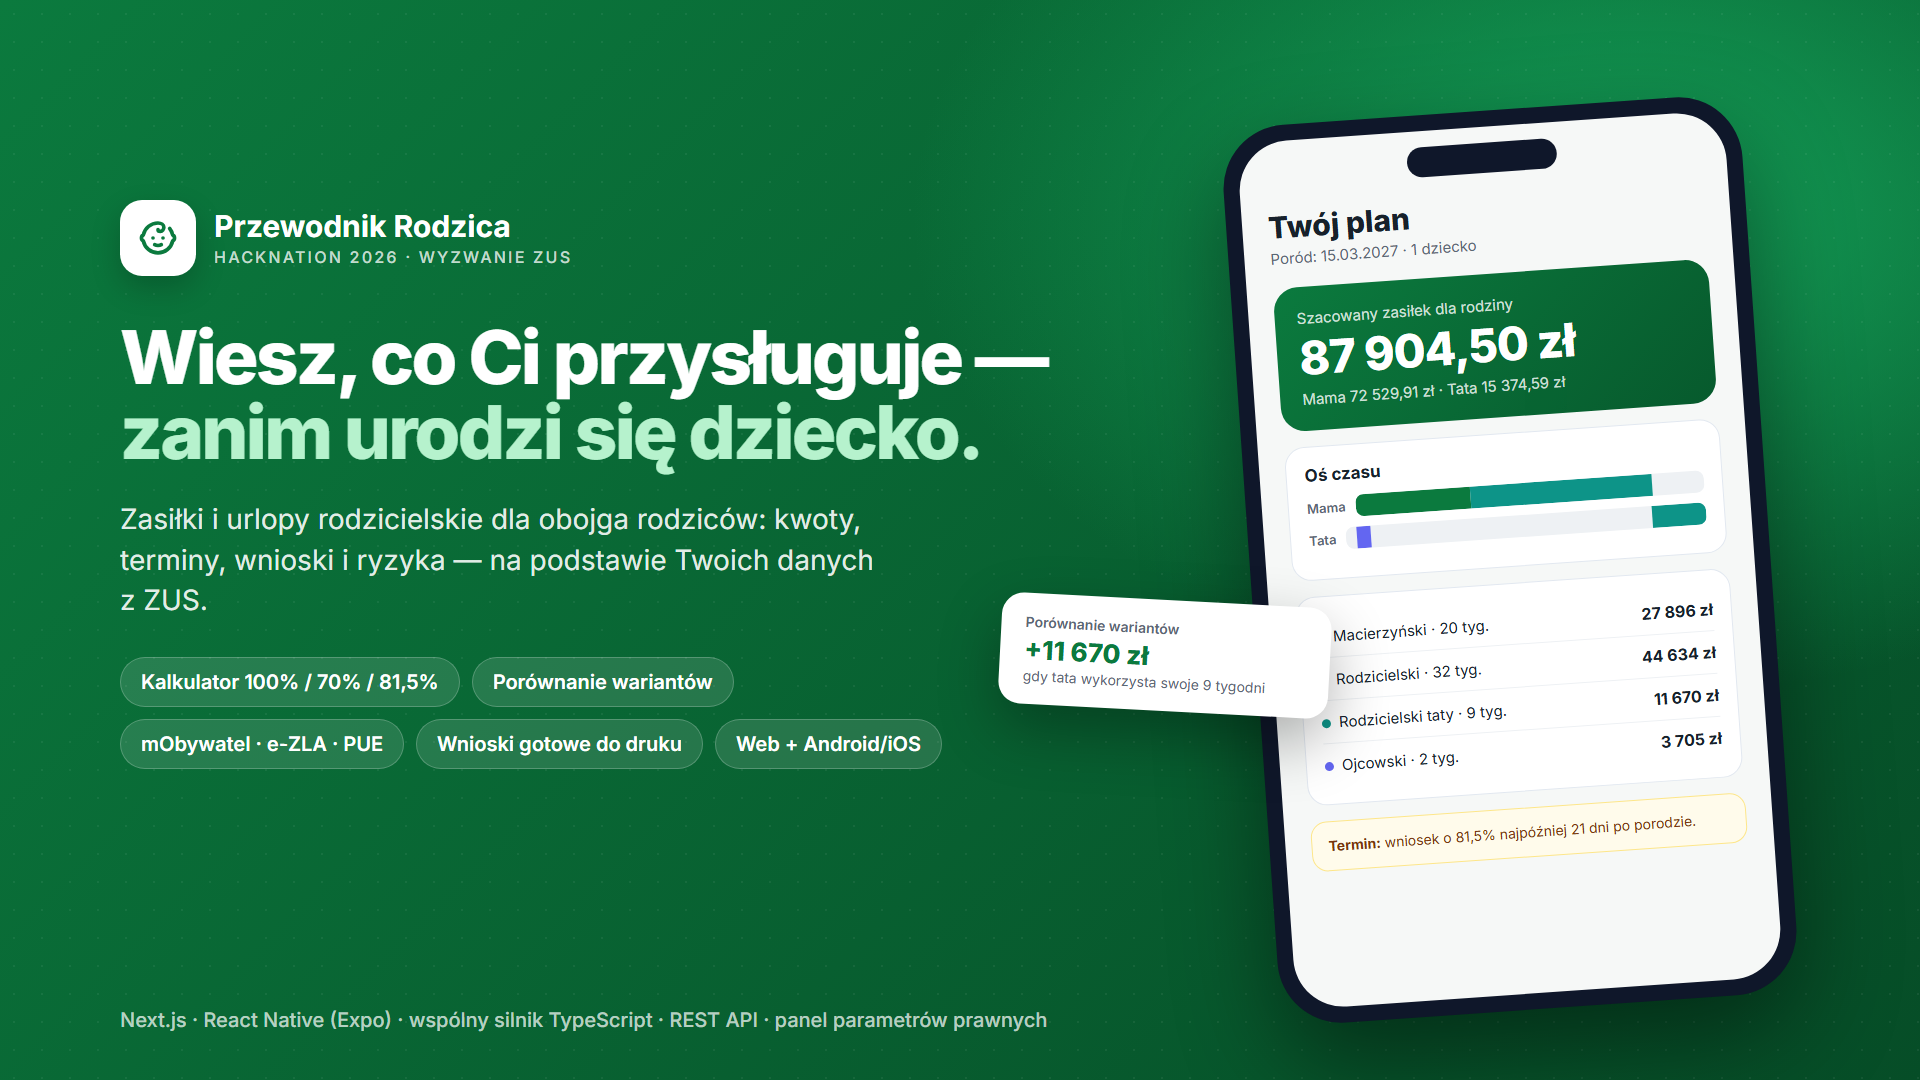 Przewodnik Rodzica
HACKNATION 2026 · WYZWANIE ZUS
Wiesz, co Ci przysługuje —
zanim urodzi się dziecko.
Zasiłki i urlopy rodzicielskie dla obojga rodziców: kwoty,
terminy, wnioski i ryzyka — na podstawie Twoich danych
z ZUS.
Kalkulator 100% / 70% / 81,5%
Porównanie wariantów
mObywatel · e-ZLA · PUE
Wnioski gotowe do druku
Web + Android/iOS
Next.js · React Native (Expo) · wspólny silnik TypeScript · REST API · panel parametrów prawnych
Porównanie wariantów
+11 670 zł
gdy tata wykorzysta swoje 9 tygodni
Twój plan
Poród: 15.03.2027 · 1 dziecko
Szacowany zasiłek dla rodziny
87 904,50 zł
Mama 72 529,91 zł · Tata 15 374,59 zł
Oś czasu
Mama
Tata
Macierzyński · 20 tyg. 27 896 zł
Rodzicielski · 32 tyg. 44 634 zł
Rodzicielski taty · 9 tyg. 11 670 zł
Ojcowski · 2 tyg. 3 705 zł
Termin: wniosek o 81,5% najpóźniej 21 dni po porodzie.